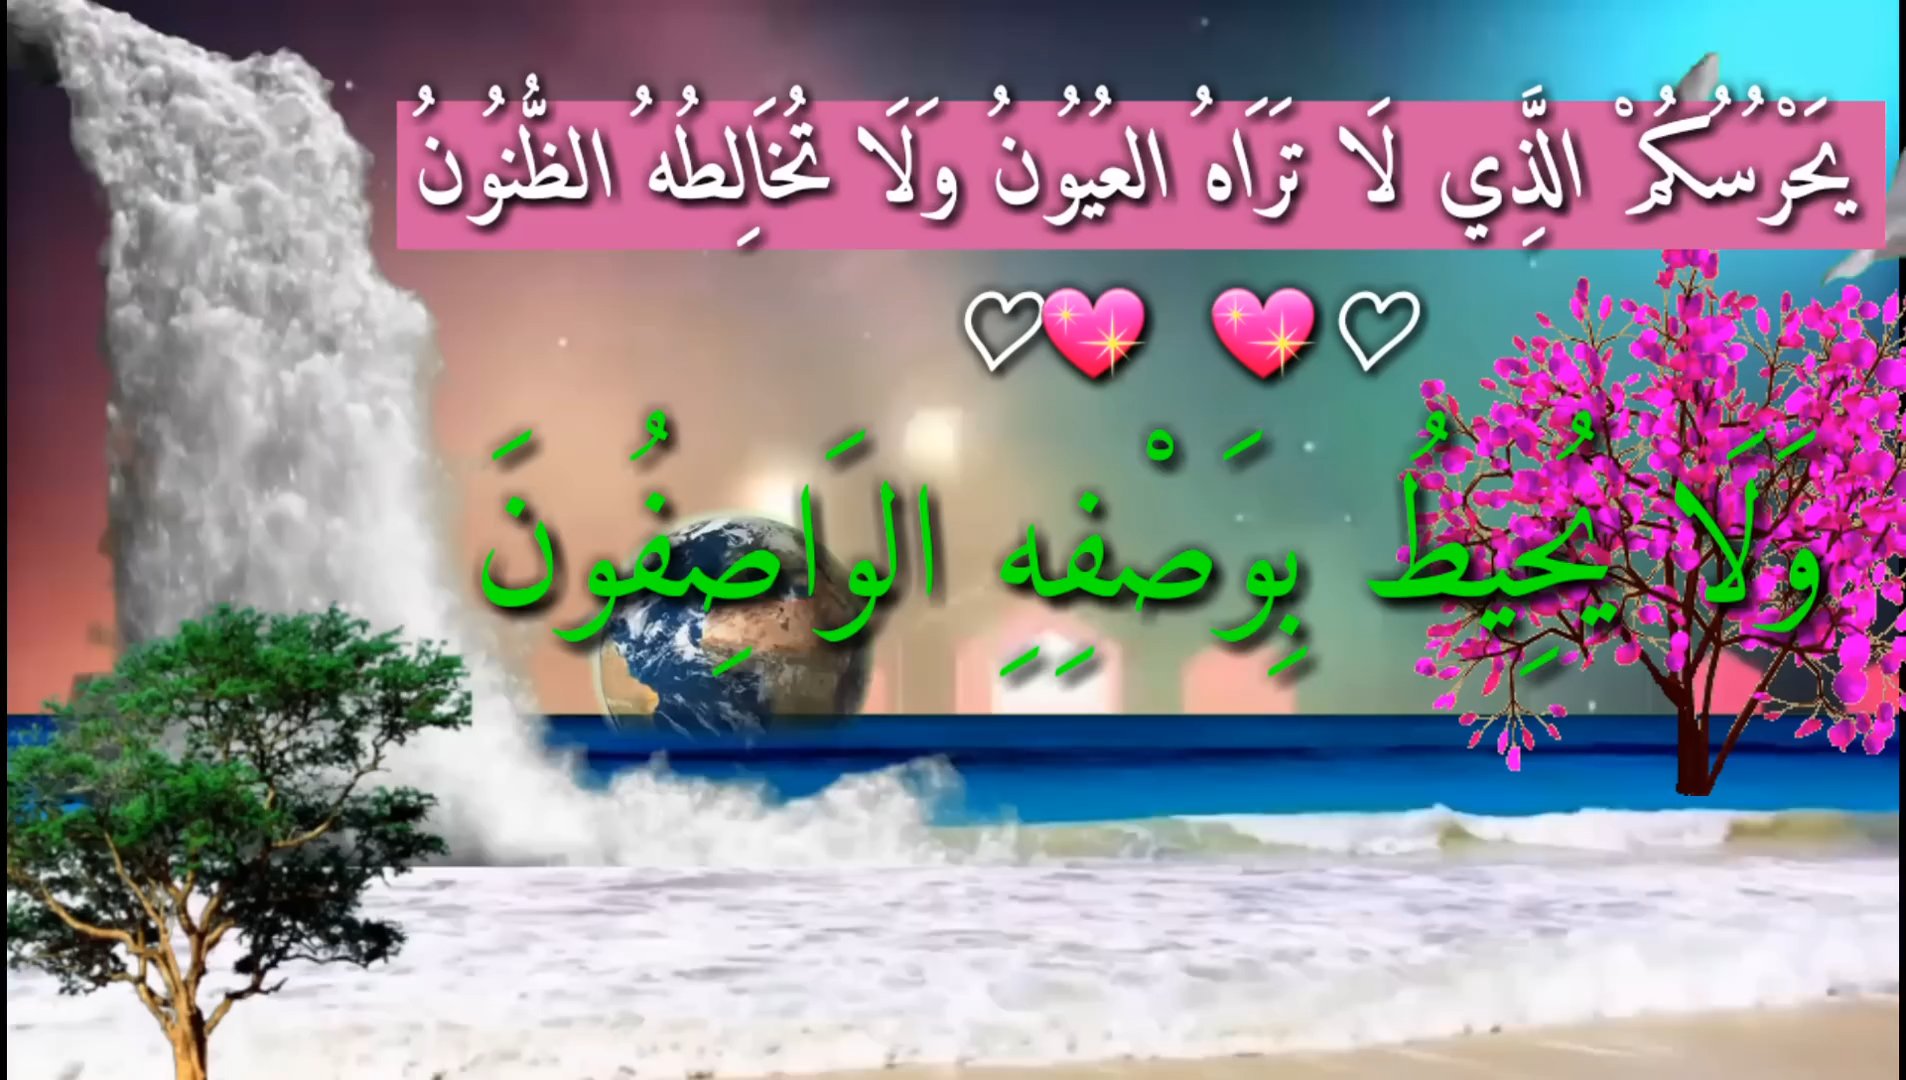 يَحْرُسُكُمْ الَّذِي لَا تَرَاهُ العُيُونُ وَلَا تُخَالِطُهُ الظُّنُونُ
♡💖 💖♡
وَلَا يُحِيطُ بِوَصْفِهِ الوَاصِفُونَ